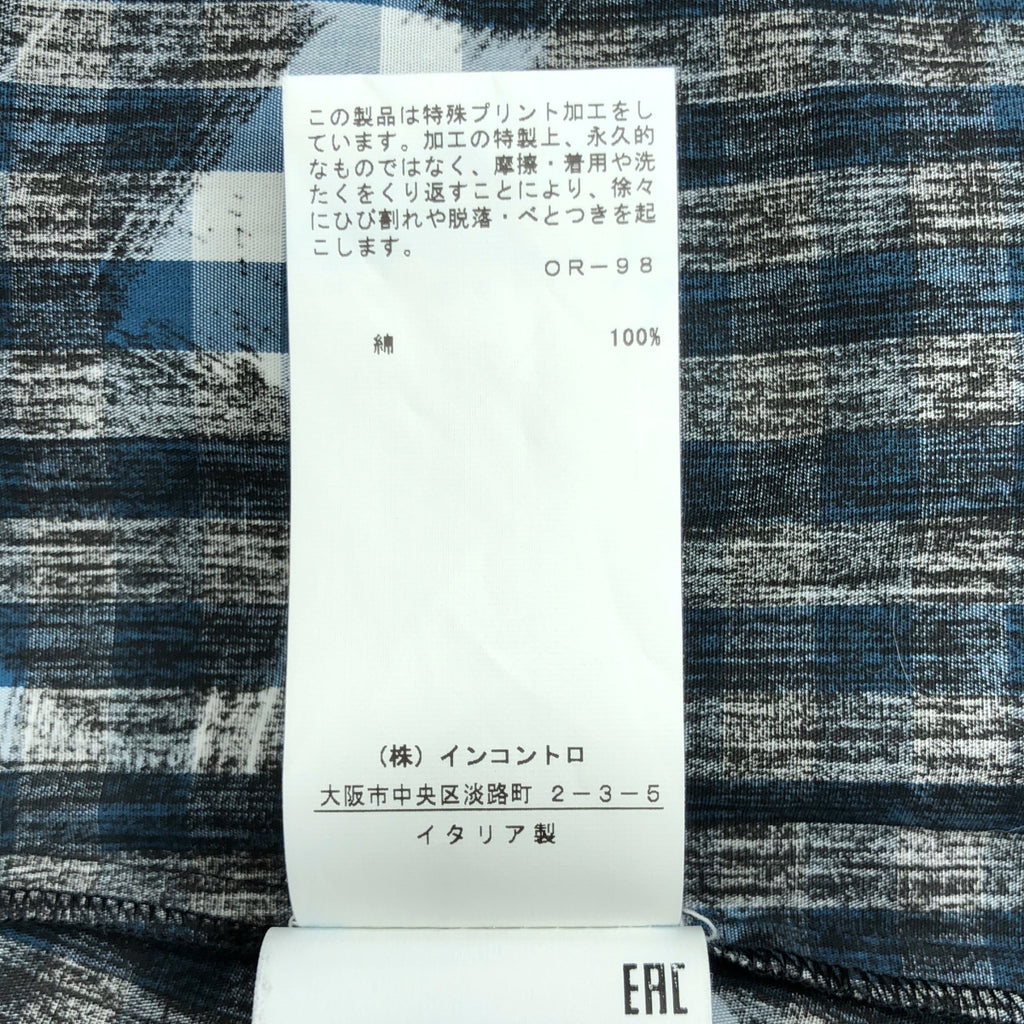 この製品は特殊プリント加工をし
ています。加工の特製上、永久的
なものではなく、摩擦・着用や洗
たくをくり返すことにより、徐々
にひび割れや脱落・べとつきを起
こします。
OR－98
綿 100%
（株）インコントロ
大阪市中央区淡路町 2－3－5
イタリア製
EAC